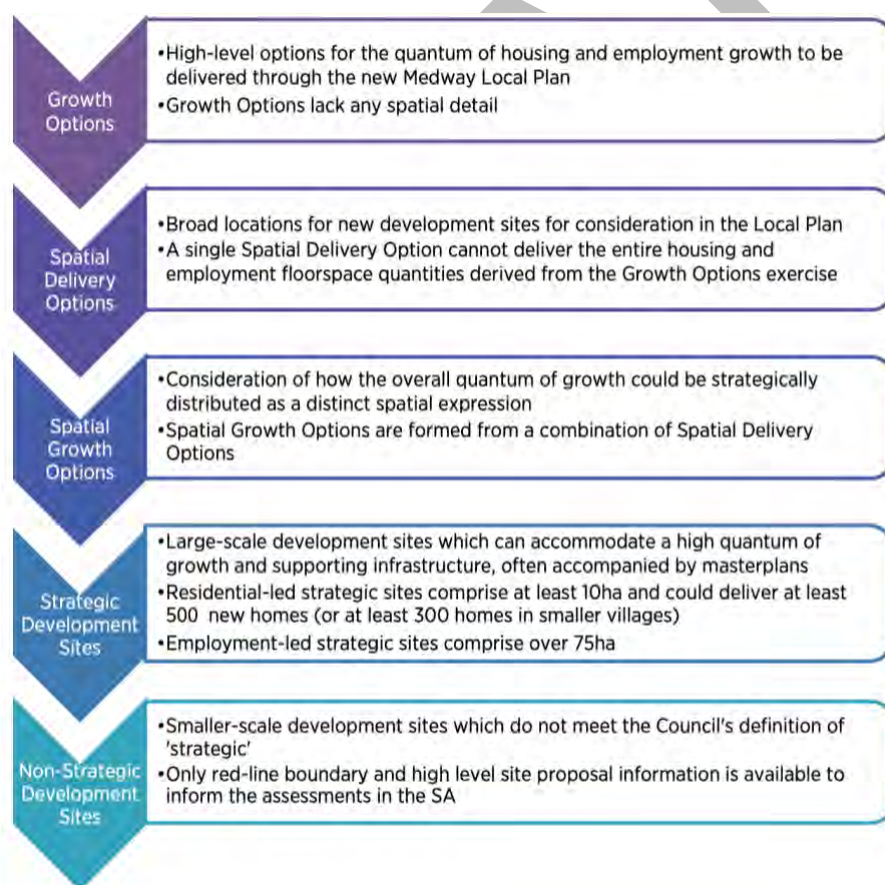 Growth
Options
•High-level options for the quantum of housing and employment growth to be
delivered through the new Medway Local Plan
•Growth Options lack any spatial detail
Spatial
Delivery
Options
•Broad locations for new development sites for consideration in the Local Plan
•A single Spatial Delivery Option cannot deliver the entire housing and
employment floorspace quantities derived from the Growth Options exercise
Spatial
Growth
Options
•Consideration of how the overall quantum of growth could be strategically
distributed as a distinct spatial expression
•Spatial Growth Options are formed from a combination of Spatial Delivery
Options
Strategic
Development
Sites
•Large-scale development sites which can accommodate a high quantum of
growth and supporting infrastructure, often accompanied by masterplans
•Residential-led strategic sites comprise at least 10ha and could deliver at least
500 new homes (or at least 300 homes in smaller villages)
•Employment-led strategic sites comprise over 75ha
Non-Strategic
Development
Sites
•Smaller-scale development sites which do not meet the Council's definition of
'strategic'
•Only red-line boundary and high level site proposal information is available to
inform the assessments in the SA